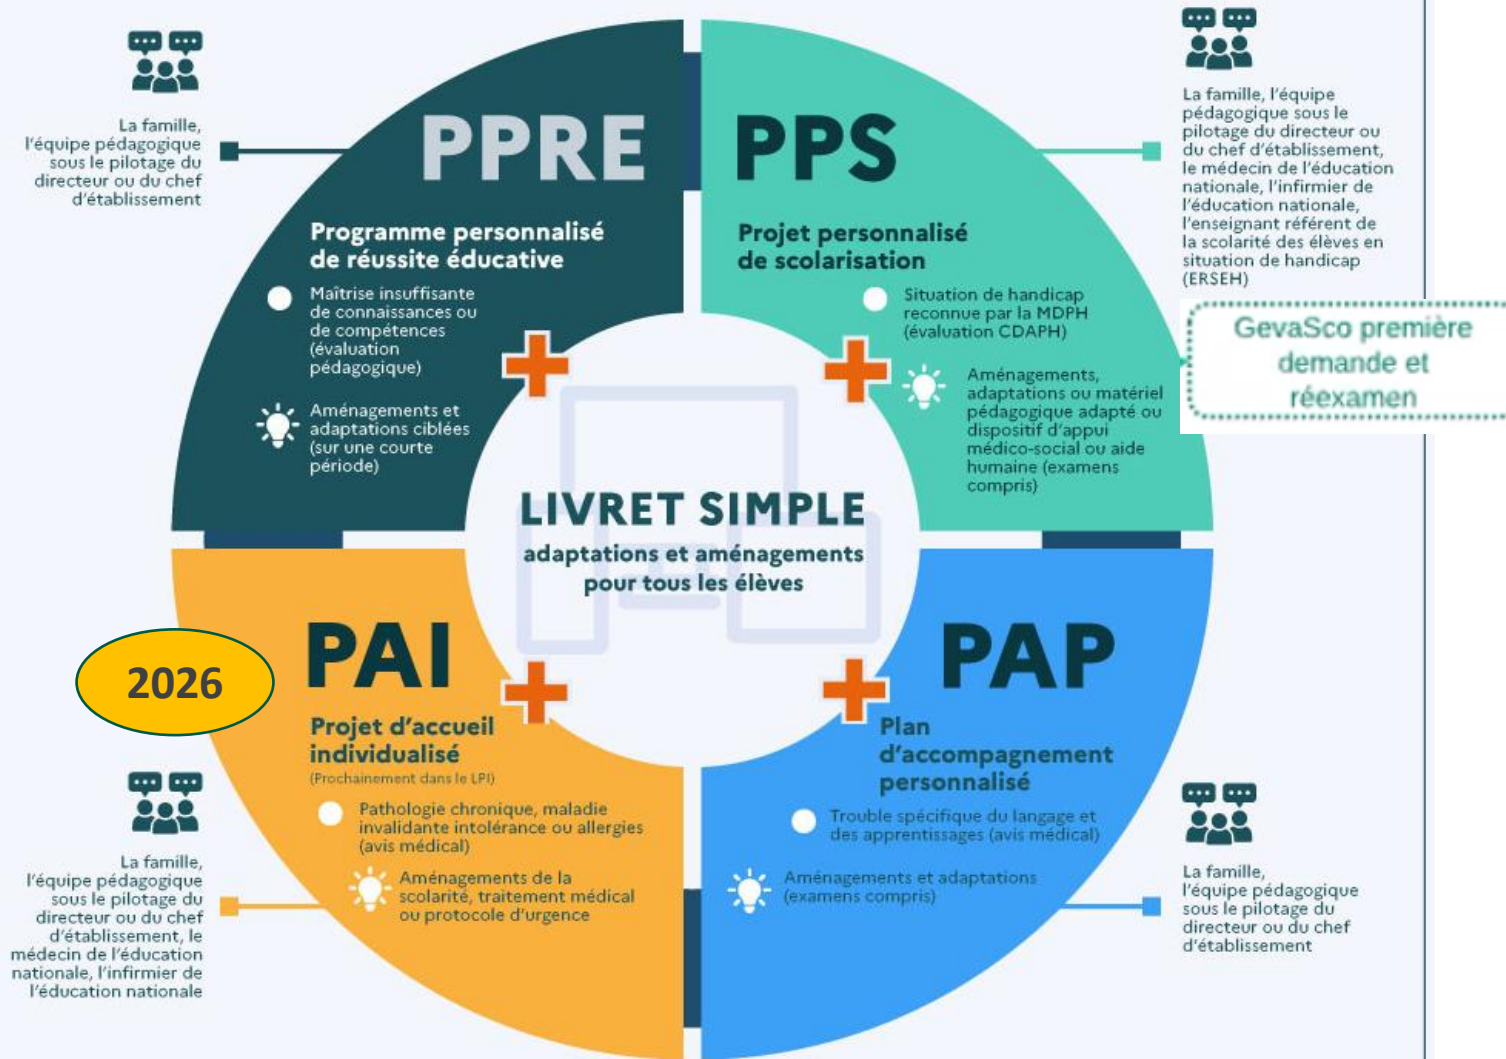 La famille,
l'équipe pédagogique
sous le pilotage du
directeur ou du chef
d'établissement
PPRE
Programme personnalisé
de réussite éducative
Maîtrise insuffisante
de connaissances ou
de compétences
(évaluation
pédagogique)
Aménagements et
adaptations ciblées
(sur une courte
période)
PPS
Projet personnalisé
de scolarisation
Situation de handicap
reconnue par la MDPH
(évaluation CDAPH)
Aménagements,
adaptations ou matériel
pédagogique adapté ou
dispositif d'appui
médico-social ou aide
humaine (examens
compris)
La famille, l'équipe
pédagogique sous le
pilotage du directeur ou
du chef d'établissement,
le médecin de l'éducation
nationale, l'infirmier de
l'éducation nationale,
l'enseignant référent de
la scolarité des élèves en
situation de handicap
(ERSEH)
GevaSco première
demande et
réexamen
LIVRET SIMPLE
adaptations et aménagements
pour tous les élèves
2026
PAI
Projet d'accueil
individualisé
(Prochainement dans le LPI)
Pathologie chronique, maladie
invalidante intolérance ou allergies
(avis médical)
Aménagements de la
scolarité, traitement médical
ou protocole d'urgence
La famille,
l'équipe pédagogique
sous le pilotage du
directeur ou du chef
d'établissement, le
médecin de l'éducation
nationale, l'infirmier de
l'éducation nationale
PAP
Plan
d'accompagnement
personnalisé
Trouble spécifique du langage et
des apprentissages (avis médical)
Aménagements et adaptations
(examens compris)
La famille,
l'équipe pédagogique
sous le pilotage du
directeur ou du chef
d'établissement